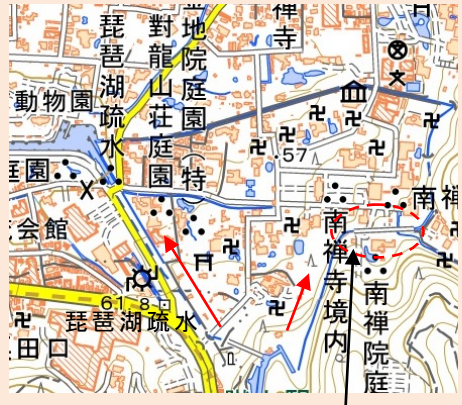 琵琶湖疏水
對龍山荘庭園
地院庭園(特)
禅寺
動物園
庭園
会館
.57
南禅
南禅寺境内
南禅院庭
61.8
琵琶湖疏水
田口